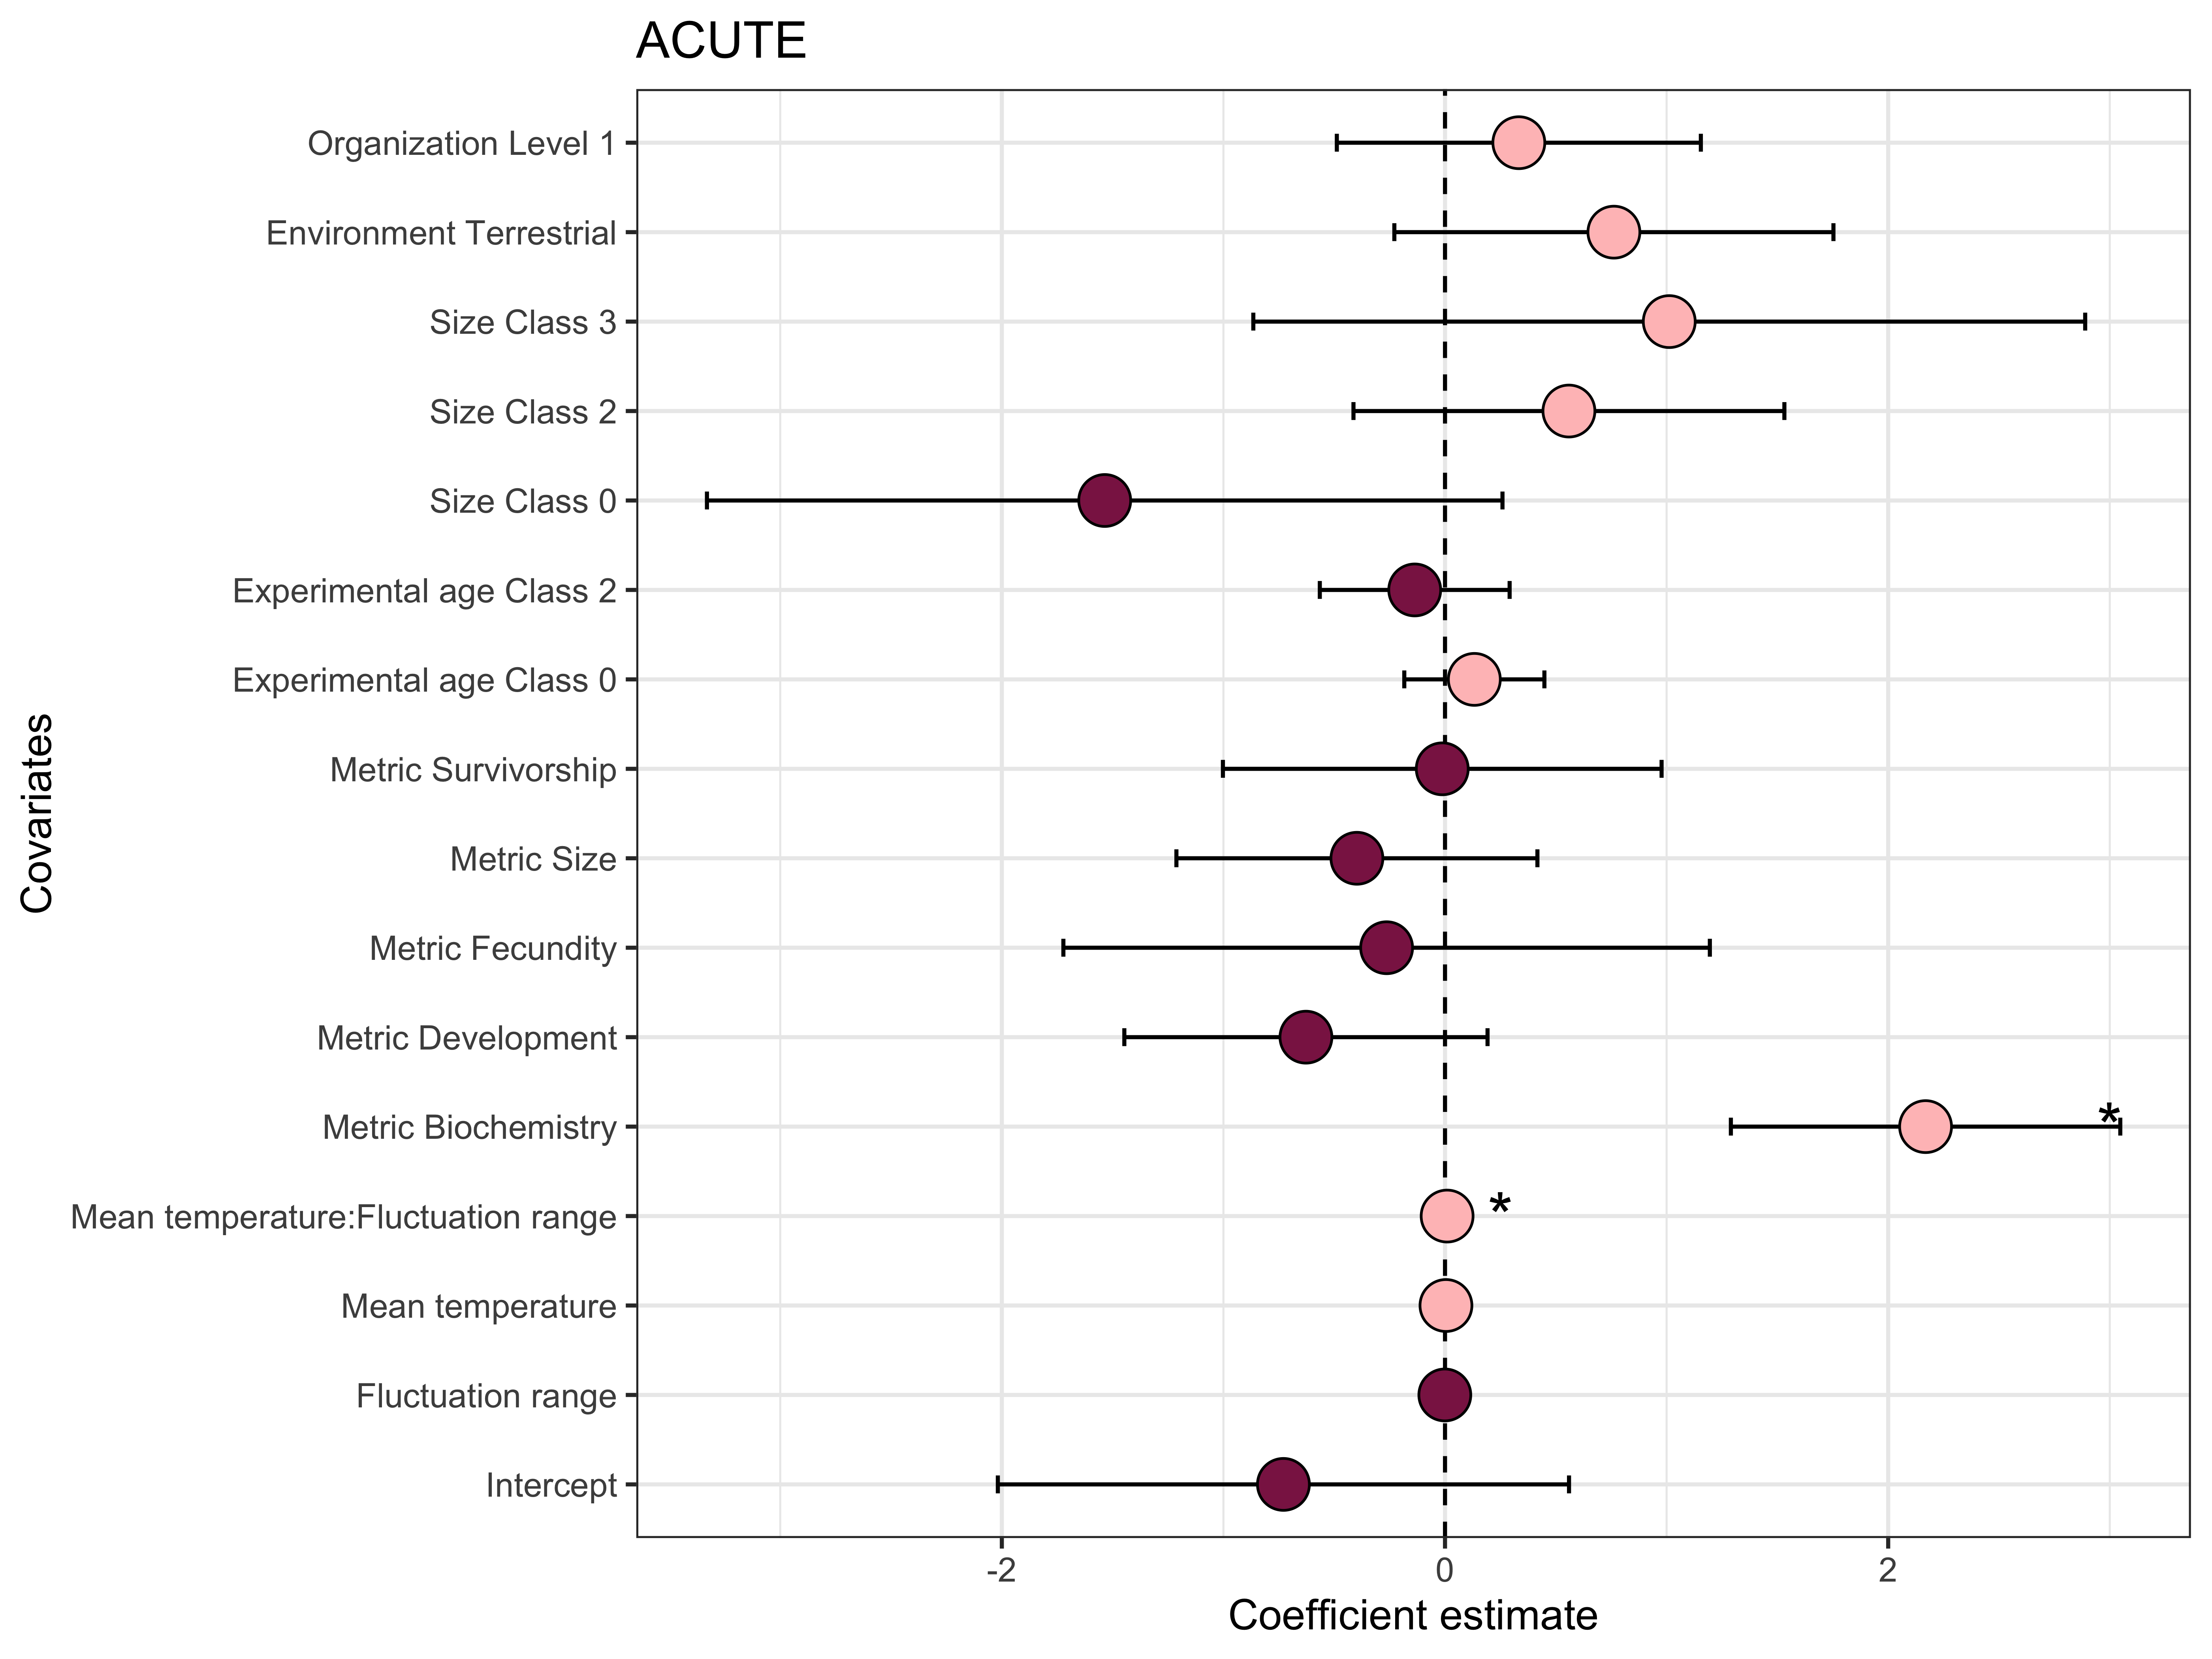 ACUTE
Organization Level 1
Environment Terrestrial
Size Class 3
Size Class 2
Size Class 0
Experimental age Class 2
Experimental age Class 0
Metric Survivorship
Metric Size
Metric Fecundity
Metric Development
Metric Biochemistry
*
Mean temperature:Fluctuation range
*
Mean temperature
Fluctuation range
Intercept
Covariates
-2 0 2
Coefficient estimate